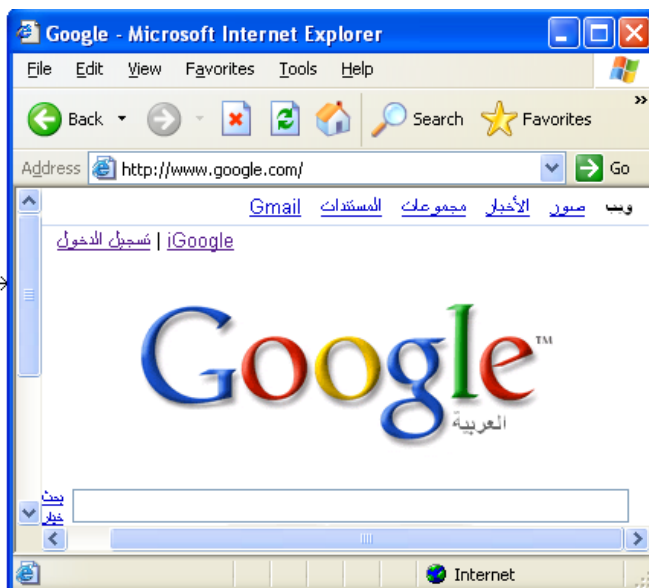 Google - Microsoft Internet Explorer
File Edit View Favorites Tools Help
Back Search Favorites
Address http://www.google.com/ Go
ويب صور الأخبار مجموعات المستندات Gmail
iGoogle | تسجيل الدخول
Google™
العربية
بحث
خيار
Internet